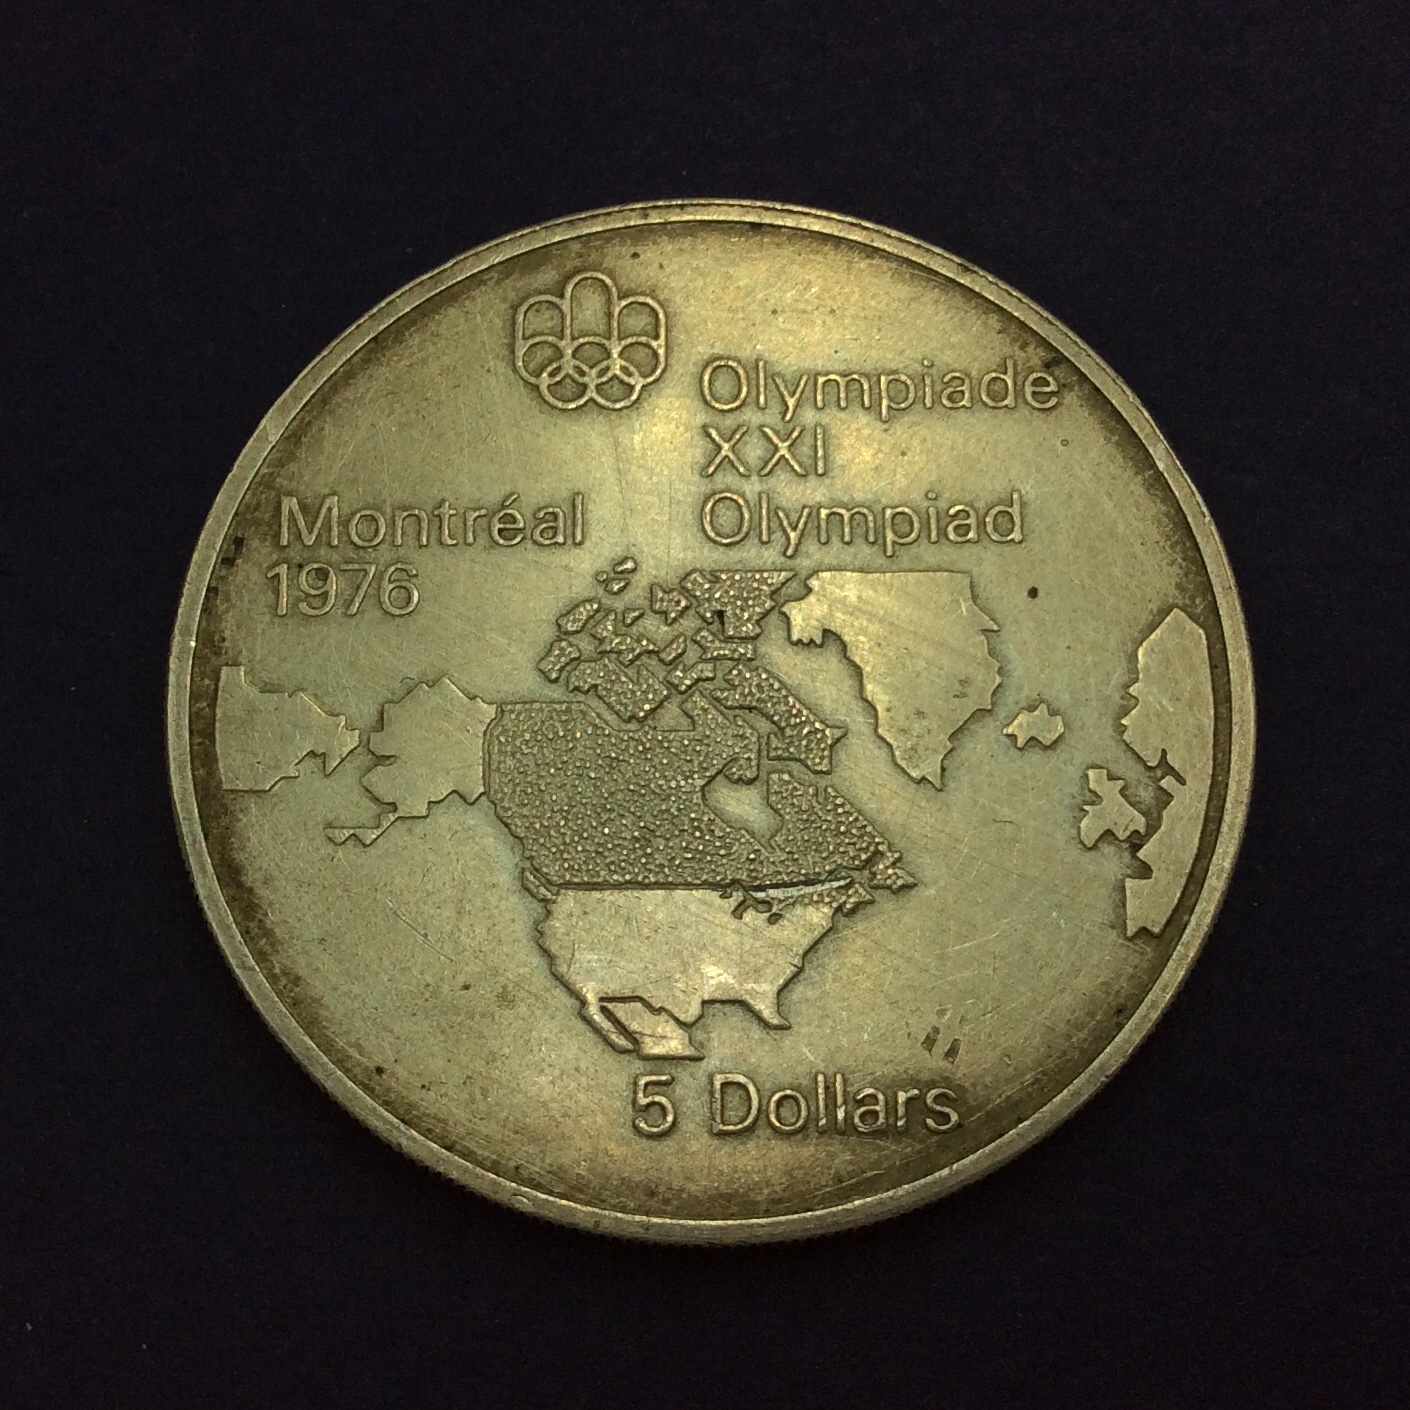 Olympiade
XXI
Olympiad
Montréal
1976
5 Dollars